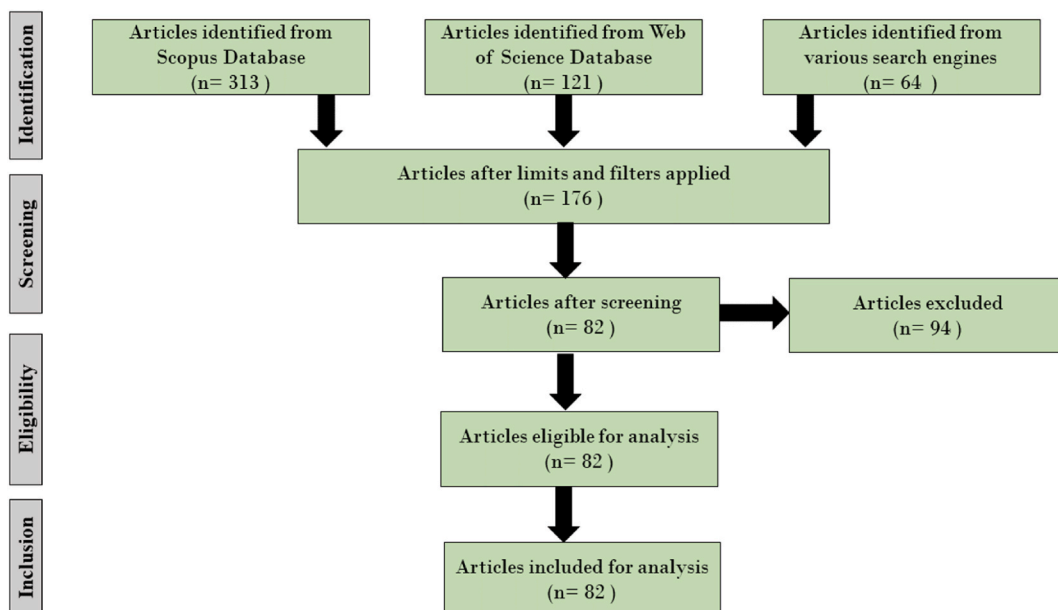 Identification
Articles identified from
Scopus Database
(n= 313 )
Articles identified from Web
of Science Database
(n= 121 )
Articles identified from
various search engines
(n= 64 )
Articles after limits and filters applied
(n= 176 )
Screening
Articles after screening
(n= 82 )
Articles excluded
(n= 94 )
Eligibility
Articles eligible for analysis
(n= 82 )
Inclusion
Articles included for analysis
(n= 82 )